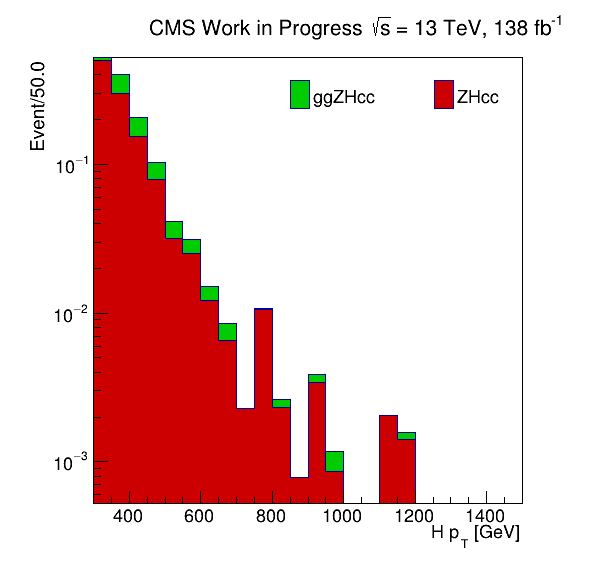 CMS Work in Progress √s = 13 TeV, 138 fb⁻¹
Event/50.0
ggZHcc
ZHcc
10⁻¹
10⁻²
10⁻³
400 600 800 1000 1200 1400
H p_T [GeV]